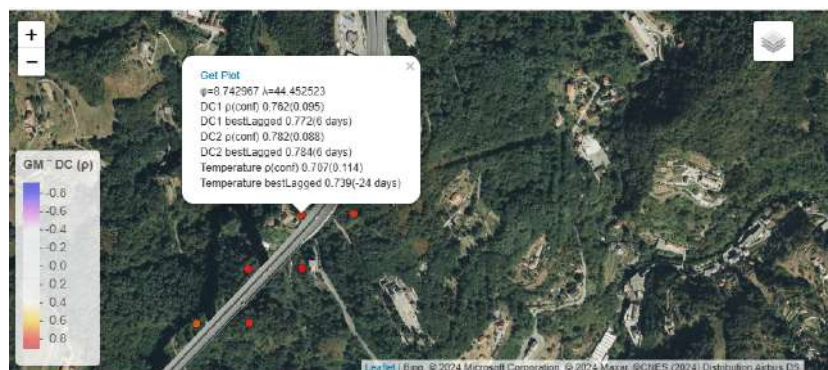 +
−
×
Get Plot
φ=8.742967 λ=44.452523
DC1 ρ(conf) 0.762(0.095)
DC1 bestLagged 0.772(6 days)
DC2 ρ(conf) 0.782(0.088)
DC2 bestLagged 0.784(6 days)
Temperature ρ(conf) 0.707(0.114)
Temperature bestLagged 0.739(-24 days)
GM ~ DC (ρ)
-0.8
-0.6
-0.4
-0.2
0.0
0.2
0.4
0.6
0.8
Leaflet | Bing, © 2024 Microsoft Corporation, © 2024 Maxar, ©CNES (2024) Distribution Airbus DS